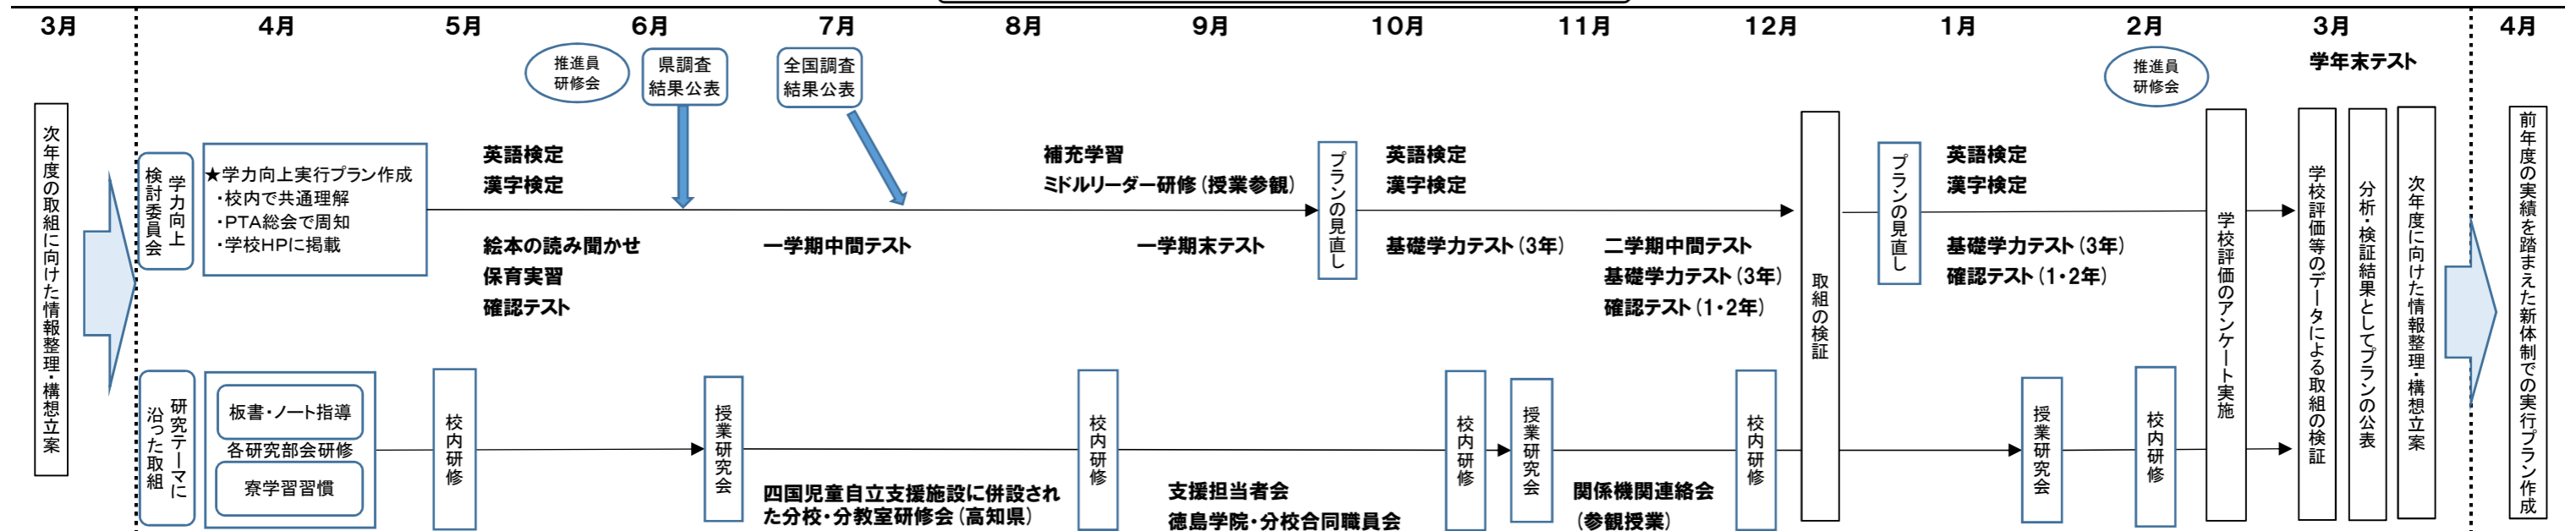 3月
4月
5月
6月
7月
8月
9月
10月
11月
12月
1月
2月
3月
4月
推進員
研修会
県調査
結果公表
全国調査
結果公表
推進員
研修会
学年末テスト
次年度の取組に向けた情報整理・構想立案
学力向上
検討委員会
★学力向上実行プラン作成
・校内で共通理解
・PTA総会で周知
・学校HPに掲載
英語検定
漢字検定
絵本の読み聞かせ
保育実習
確認テスト
一学期中間テスト
補充学習
ミドルリーダー研修(授業参観)
一学期末テスト
プランの見直し
英語検定
漢字検定
基礎学力テスト(3年)
二学期中間テスト
基礎学力テスト(3年)
確認テスト(1・2年)
取組の検証
プランの見直し
英語検定
漢字検定
基礎学力テスト(3年)
確認テスト(1・2年)
学校評価のアンケート実施
学校評価等のデータによる取組の検証
分析・検証結果としてプランの公表
次年度に向けた情報整理・構想立案
前年度の実績を踏まえた新体制での実行プラン作成
研究テーマに
沿った取組
板書・ノート指導
各研究部会研修
寮学習習慣
校内研修
授業研究会
四国児童自立支援施設に併設され
た分校・分教室研修会(高知県)
校内研修
支援担当者会
徳島学院・分校合同職員会
校内研修
授業研究会
関係機関連絡会
(参観授業)
校内研修
授業研究会
校内研修